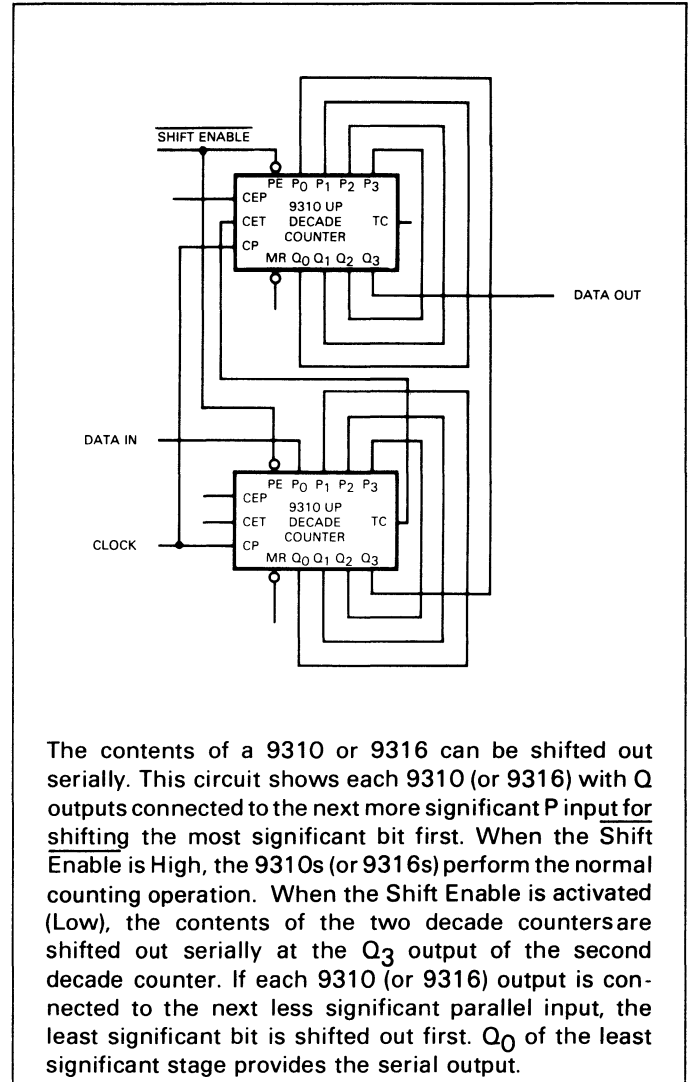 SHIFT ENABLE
PE P0 P1 P2 P3
CEP
9310 UP
CET
DECADE
TC
COUNTER
CP
MR Q0 Q1 Q2 Q3
DATA OUT
DATA IN
PE P0 P1 P2 P3
CEP
9310 UP
CET
DECADE
TC
COUNTER
CLOCK
CP
MR Q0 Q1 Q2 Q3
The contents of a 9310 or 9316 can be shifted out
serially. This circuit shows each 9310 (or 9316) with Q
outputs connected to the next more significant P input for
shifting the most significant bit first. When the Shift
Enable is High, the 9310s (or 9316s) perform the normal
counting operation. When the Shift Enable is activated
(Low), the contents of the two decade counters are
shifted out serially at the Q3 output of the second
decade counter. If each 9310 (or 9316) output is con-
nected to the next less significant parallel input, the
least significant bit is shifted out first. Q0 of the least
significant stage provides the serial output.